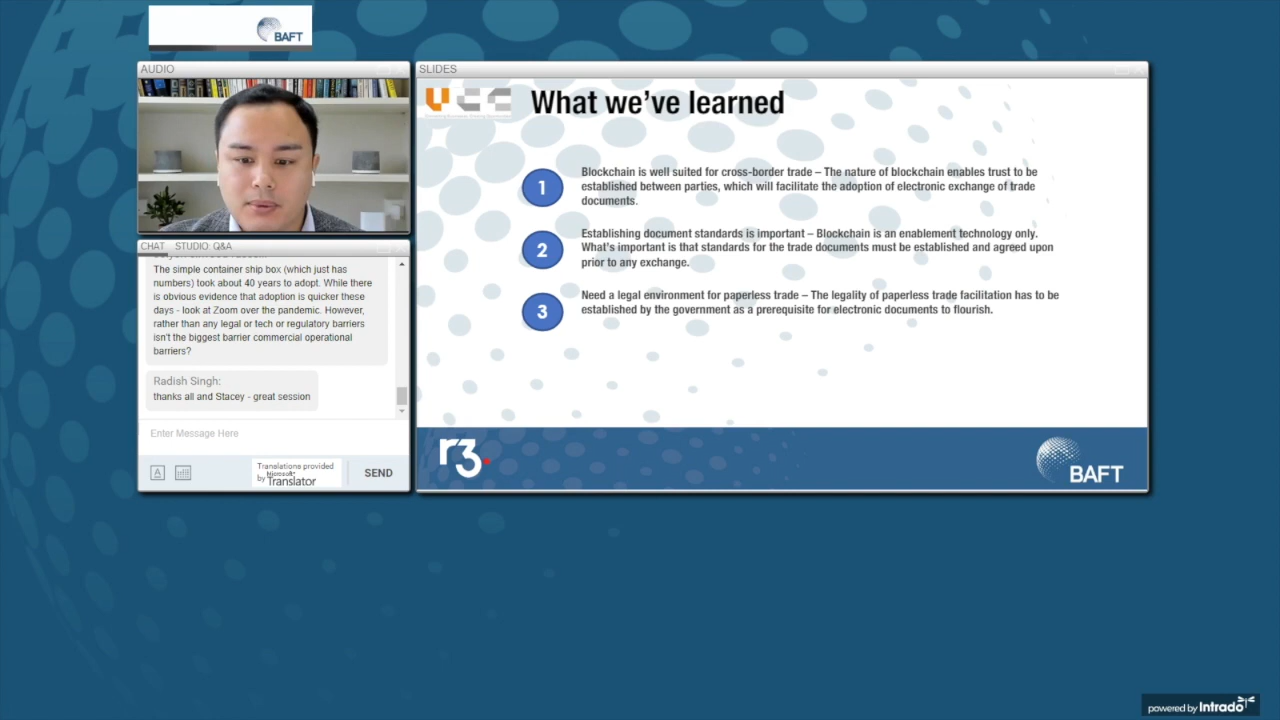 BAFT
AUDIO
CHAT STUDIO: Q&A
The simple container ship box (which just has
numbers) took about 40 years to adopt. While there
is obvious evidence that adoption is quicker these
days - look at Zoom over the pandemic. However,
rather than any legal or tech or regulatory barriers
isn't the biggest barrier commercial operational
barriers?
Radish Singh:
thanks all and Stacey - great session
Enter Message Here
Translations provided
by Microsoft
Translator
SEND
SLIDES
What we've learned
1
Blockchain is well suited for cross-border trade – The nature of blockchain enables trust to be
established between parties, which will facilitate the adoption of electronic exchange of trade
documents.
2
Establishing document standards is important – Blockchain is an enablement technology only.
What's important is that standards for the trade documents must be established and agreed upon
prior to any exchange.
3
Need a legal environment for paperless trade – The legality of paperless trade facilitation has to be
established by the government as a prerequisite for electronic documents to flourish.
r3.
BAFT
powered by Intrado